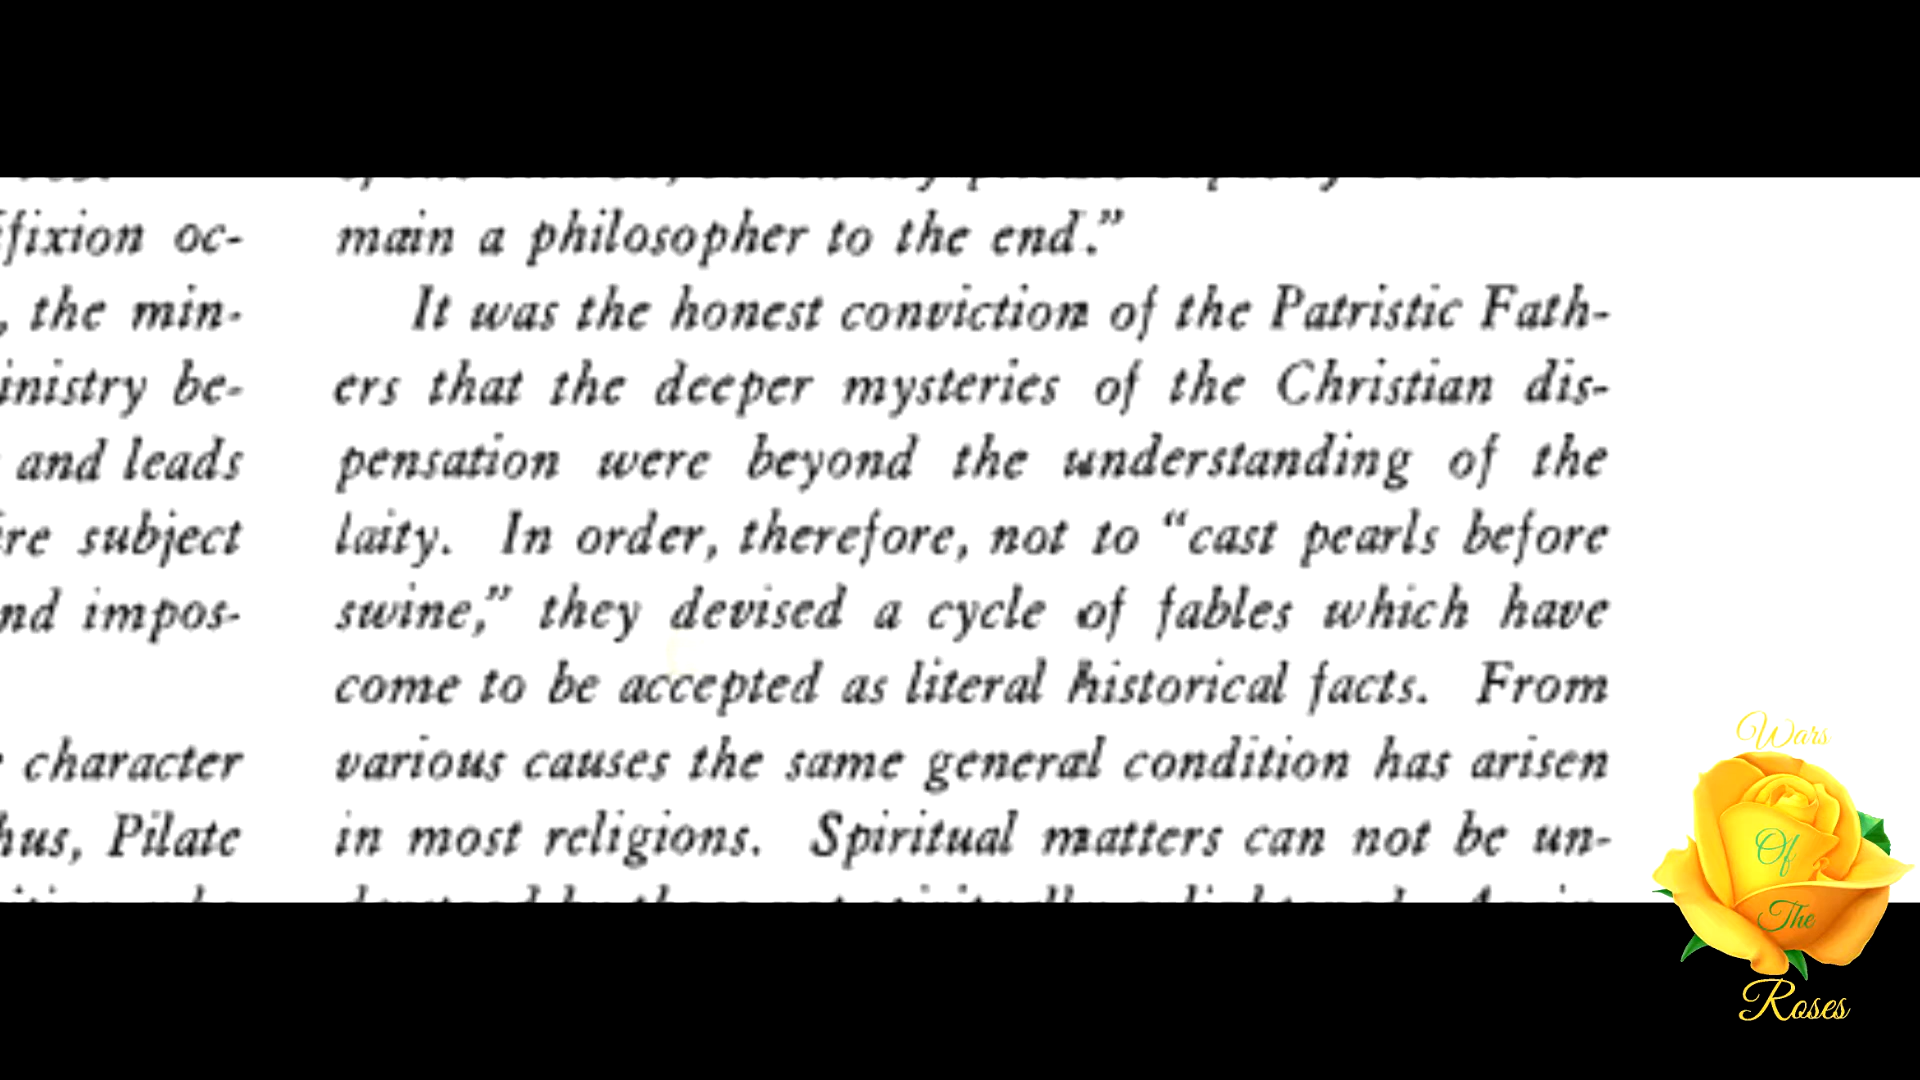 fixion oc-
, the min-
inistry be-
and leads
subject
impos-
character
Pilate
main a philosopher to the end."
It was the honest conviction of the Patristic Fath-
ers that the deeper mysteries of the Christian dis-
pensation were beyond the understanding of the
laity. In order, therefore, not to “cast pearls before
swine,” they devised a cycle of fables which have
come to be accepted as literal historical facts. From
various causes the same general condition has arisen
in most religions. Spiritual matters can not be un-
Wars
Of
The
Roses